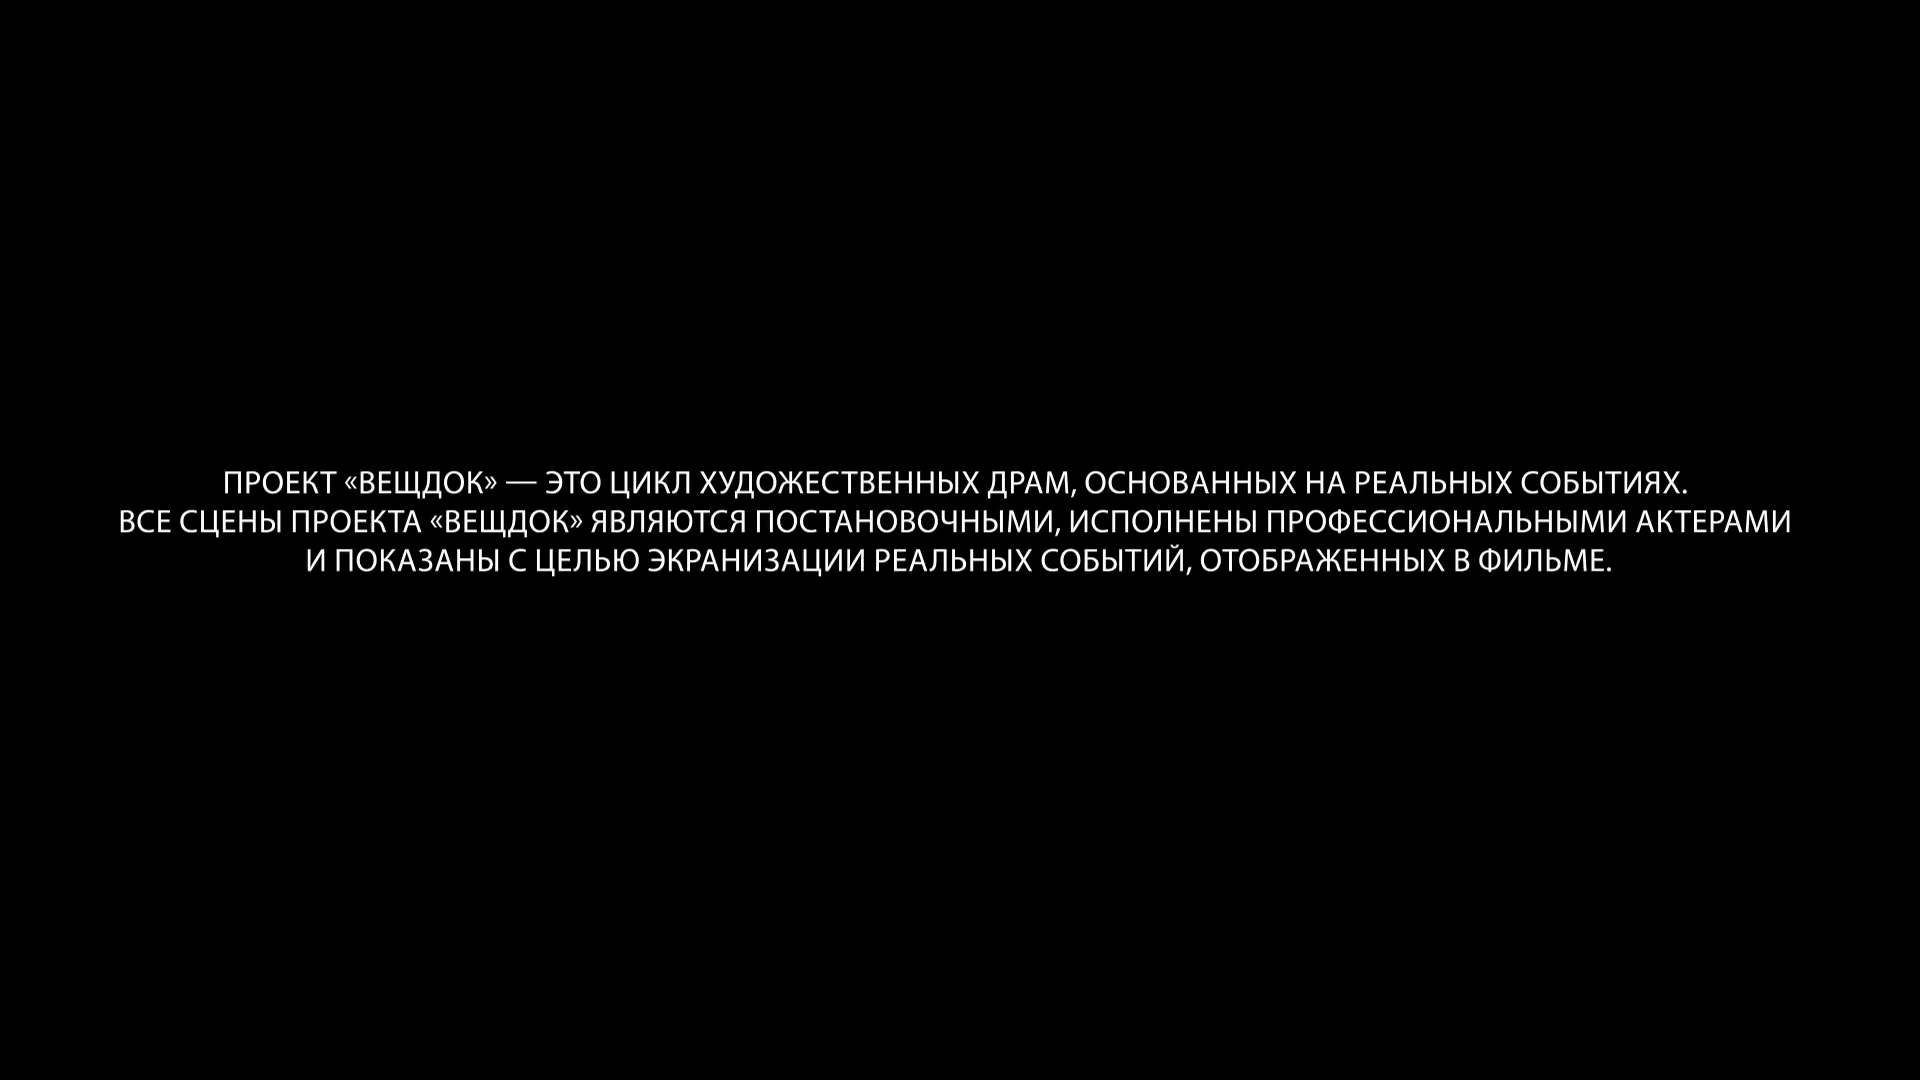 ПРОЕКТ «ВЕЩДОК» — ЭТО ЦИКЛ ХУДОЖЕСТВЕННЫХ ДРАМ, ОСНОВАННЫХ НА РЕАЛЬНЫХ СОБЫТИЯХ.
ВСЕ СЦЕНЫ ПРОЕКТА «ВЕЩДОК» ЯВЛЯЮТСЯ ПОСТАНОВОЧНЫМИ, ИСПОЛНЕНЫ ПРОФЕССИОНАЛЬНЫМИ АКТЕРАМИ
И ПОКАЗАНЫ С ЦЕЛЬЮ ЭКРАНИЗАЦИИ РЕАЛЬНЫХ СОБЫТИЙ, ОТОБРАЖЕННЫХ В ФИЛЬМЕ.